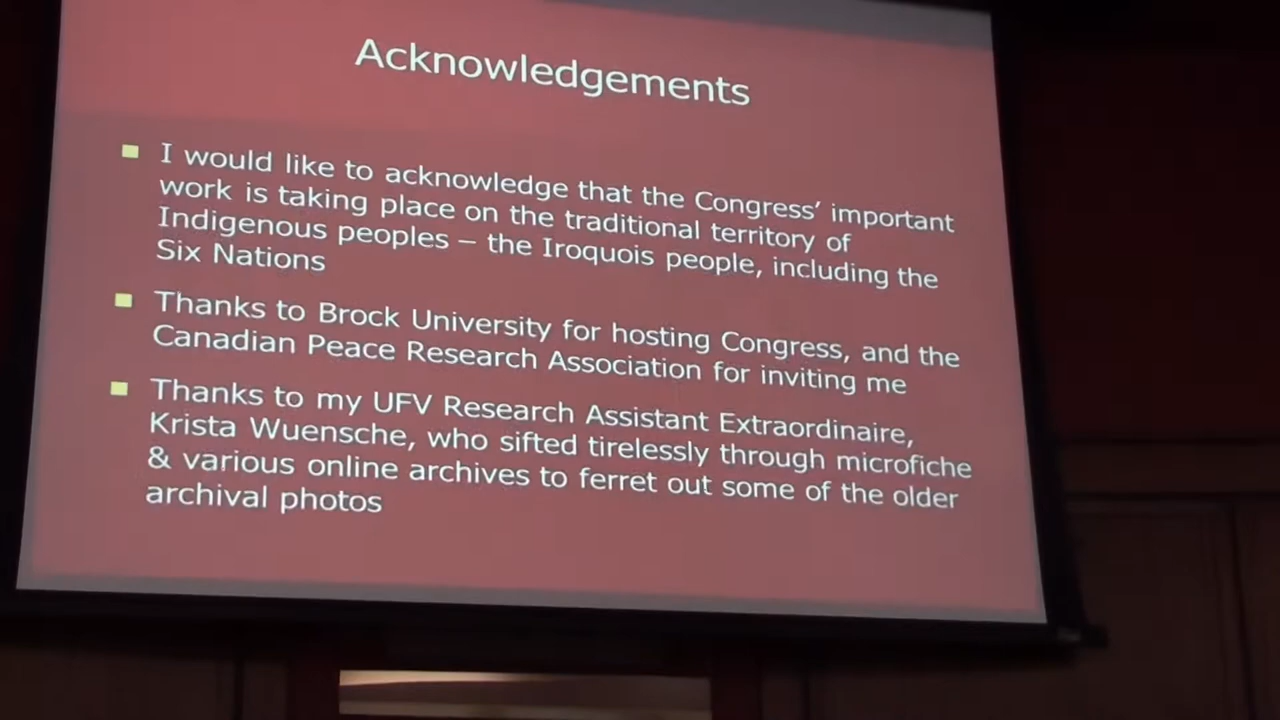 Acknowledgements
I would like to acknowledge that the Congress’ important
work is taking place on the traditional territory of
Indigenous peoples – the Iroquois people, including the
Six Nations
Thanks to Brock University for hosting Congress, and the
Canadian Peace Research Association for inviting me
Thanks to my UFV Research Assistant Extraordinaire,
Krista Wuensche, who sifted tirelessly through microfiche
& various online archives to ferret out some of the older
archival photos